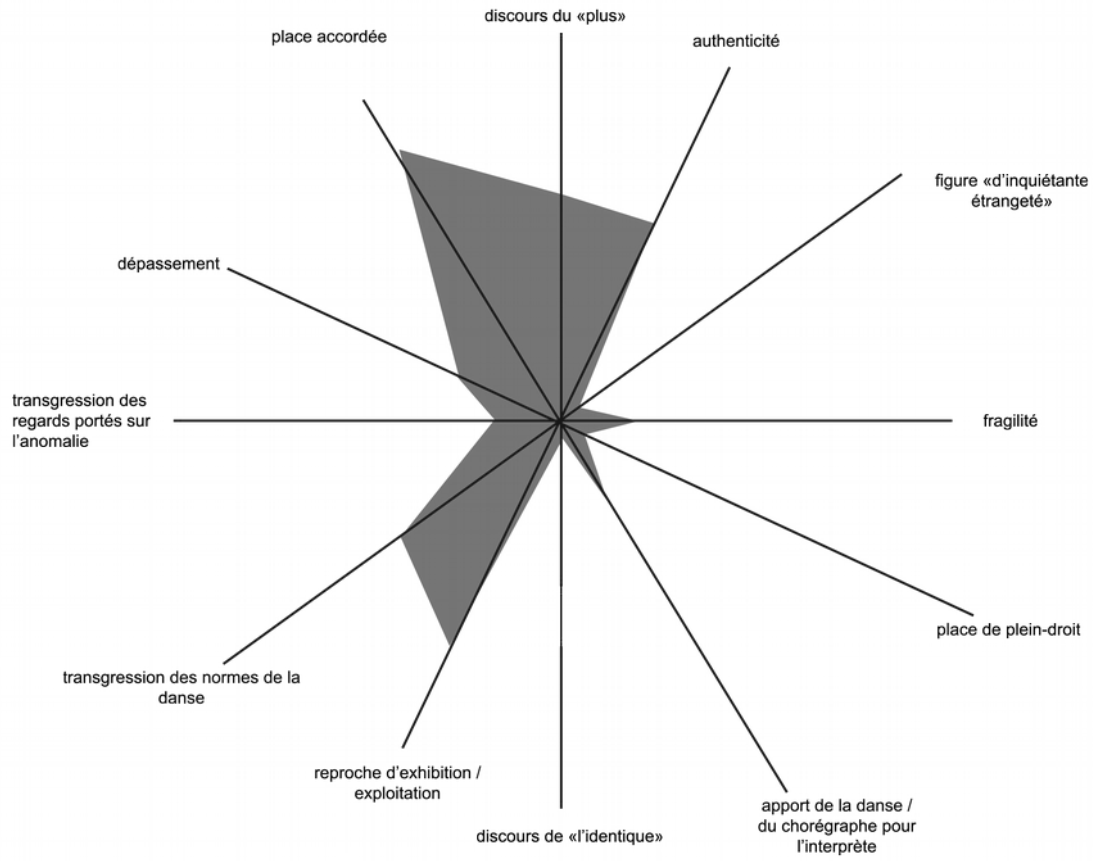 discours du «plus»
place accordée
authenticité
figure «d’inquiétante
étrangeté»
dépassement
transgression des
regards portés sur
l’anomalie
fragilité
place de plein-droit
transgression des normes de la
danse
reproche d’exhibition /
exploitation
discours de «l’identique»
apport de la danse /
du chorégraphe pour
l’interprète